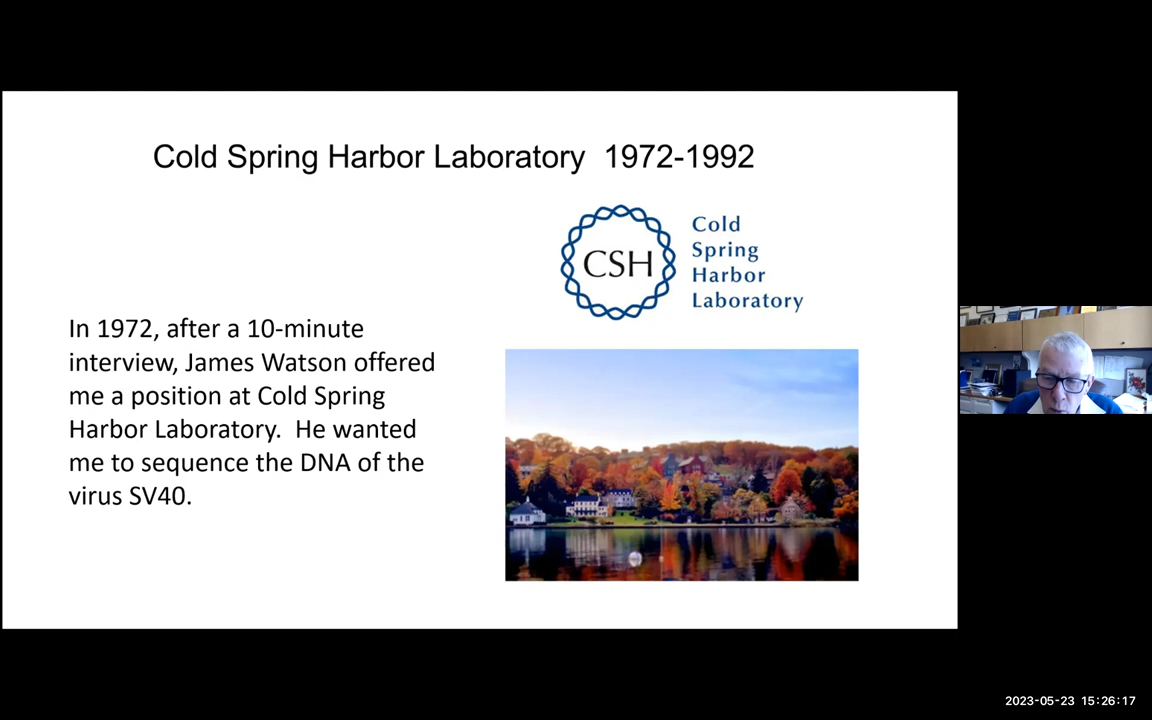 Cold Spring Harbor Laboratory 1972-1992
CSH
Cold
Spring
Harbor
Laboratory
In 1972, after a 10-minute
interview, James Watson offered
me a position at Cold Spring
Harbor Laboratory. He wanted
me to sequence the DNA of the
virus SV40.
2023-05-23 15:26:17